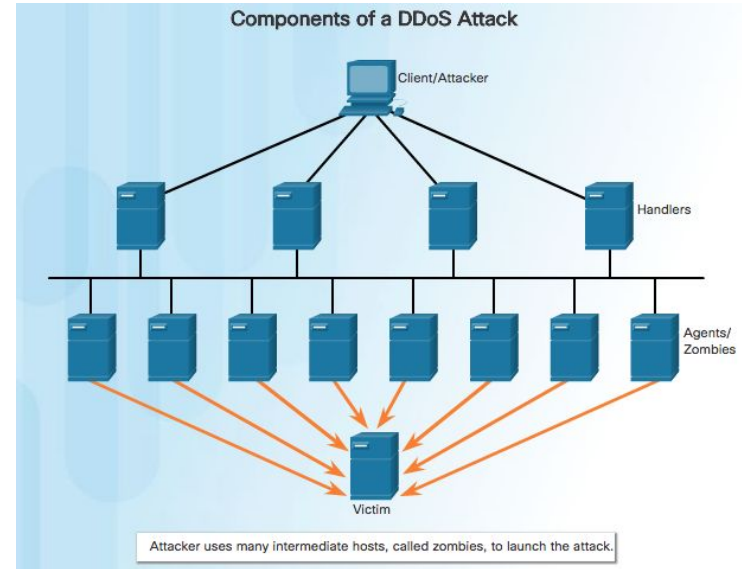 Components of a DDoS Attack
Client/Attacker
Handlers
Agents/
Zombies
Victim
Attacker uses many intermediate hosts, called zombies, to launch the attack.